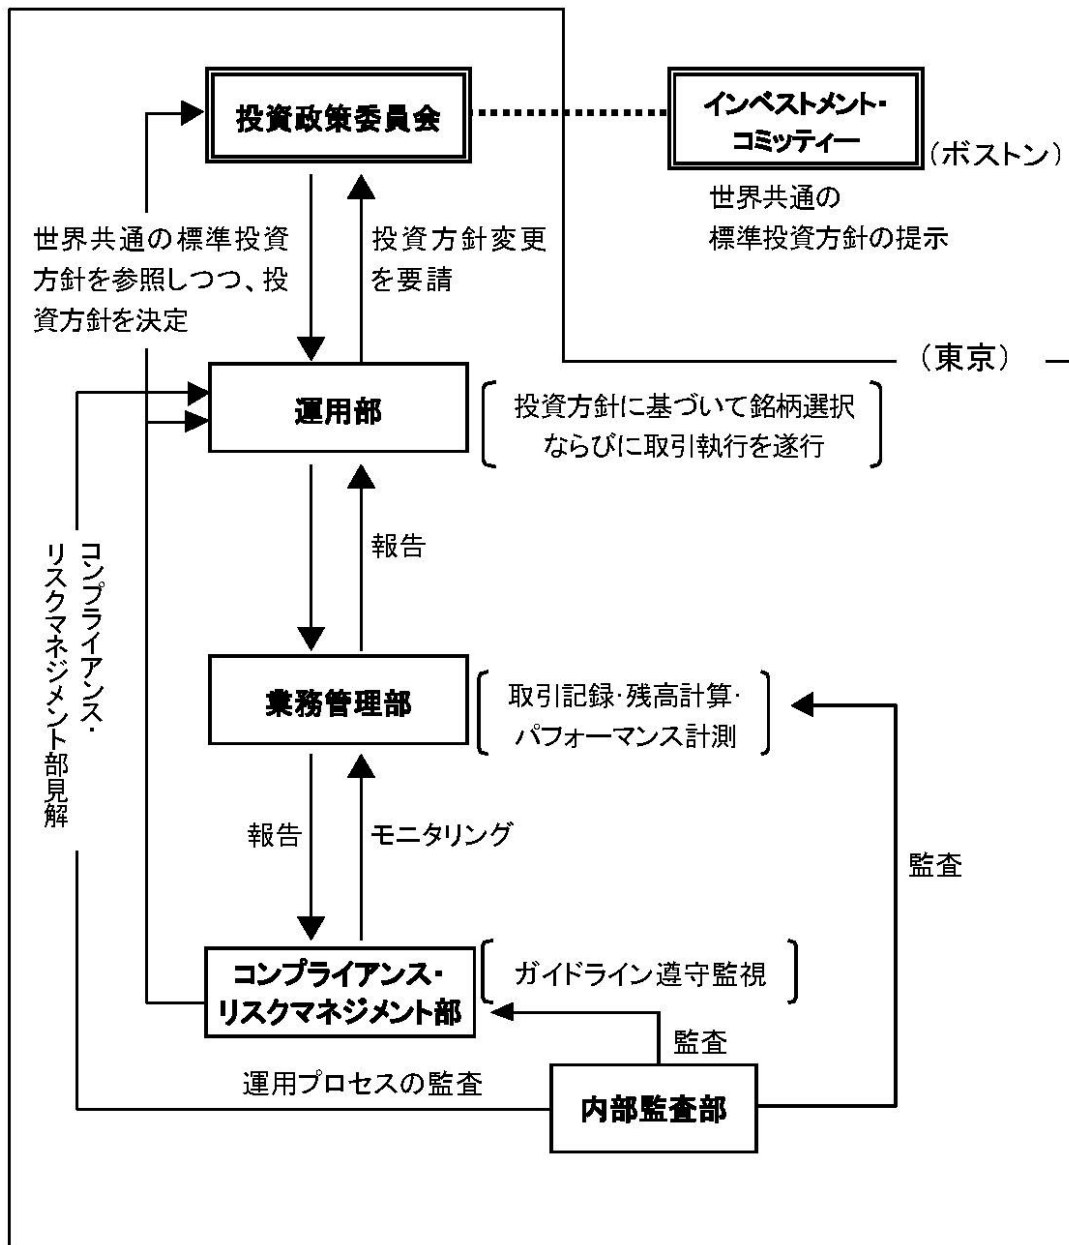 投資政策委員会
インベストメント・
コミッティー
(ボストン)
世界共通の
標準投資方針の提示
世界共通の標準投資
方針を参照しつつ、投
資方針を決定
投資方針変更
を要請
(東京)
運用部
投資方針に基づいて銘柄選択
ならびに取引執行を遂行
報告
コンプライアンス・
リスクマネジメント部見解
業務管理部
取引記録・残高計算・
パフォーマンス計測
報告
モニタリング
監査
コンプライアンス・
リスクマネジメント部
ガイドライン遵守監視
監査
運用プロセスの監査
内部監査部